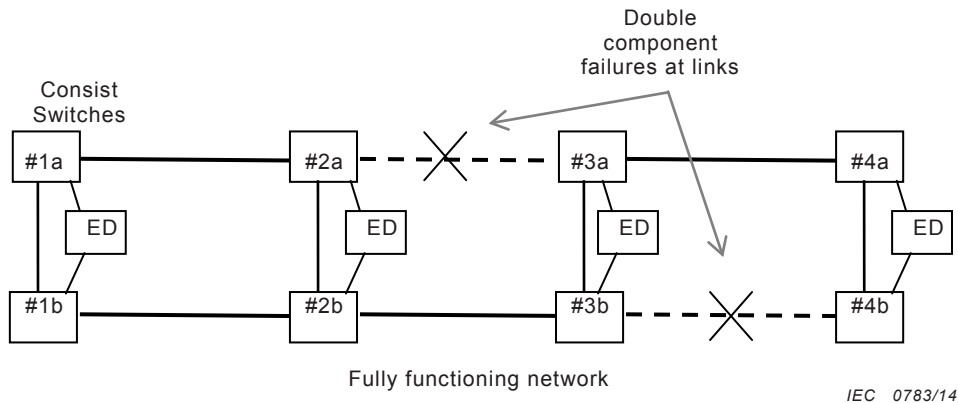 Double
component
failures at links
Consist
Switches
#1a
#2a
#3a
#4a
ED
ED
ED
ED
#1b
#2b
#3b
#4b
Fully functioning network
IEC 0783/14